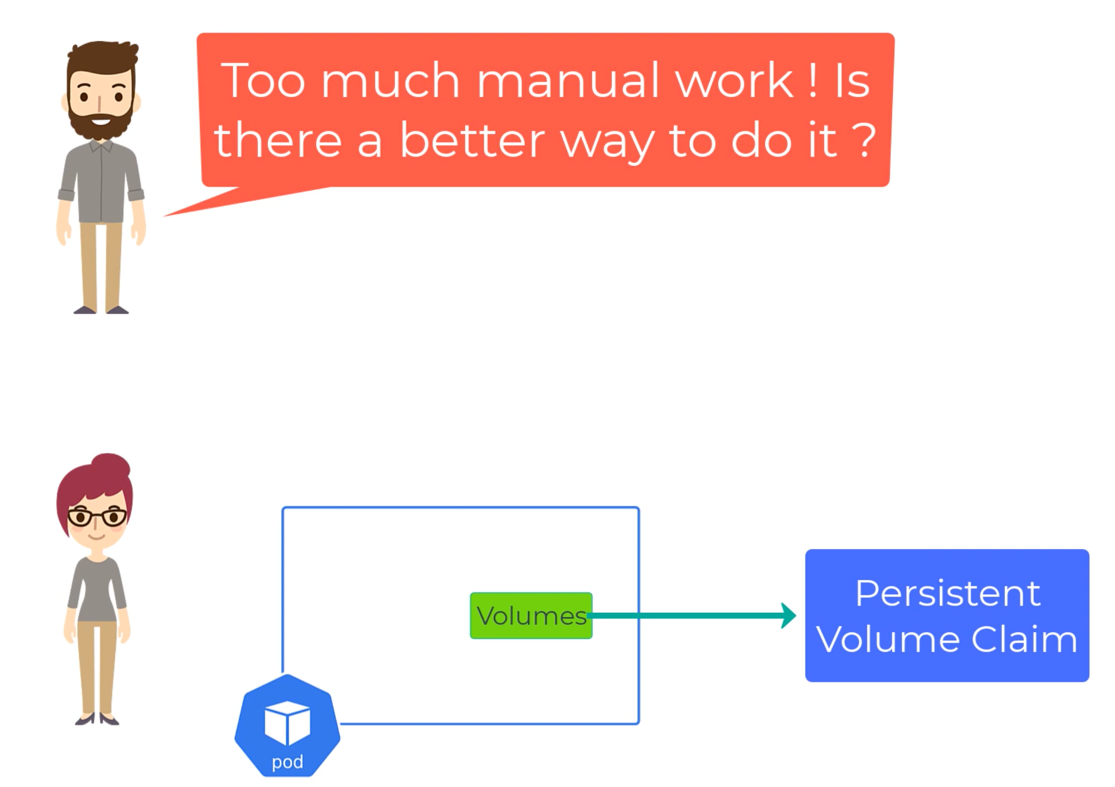 Too much manual work ! Is
there a better way to do it ?
Volumes
Persistent
Volume Claim
pod